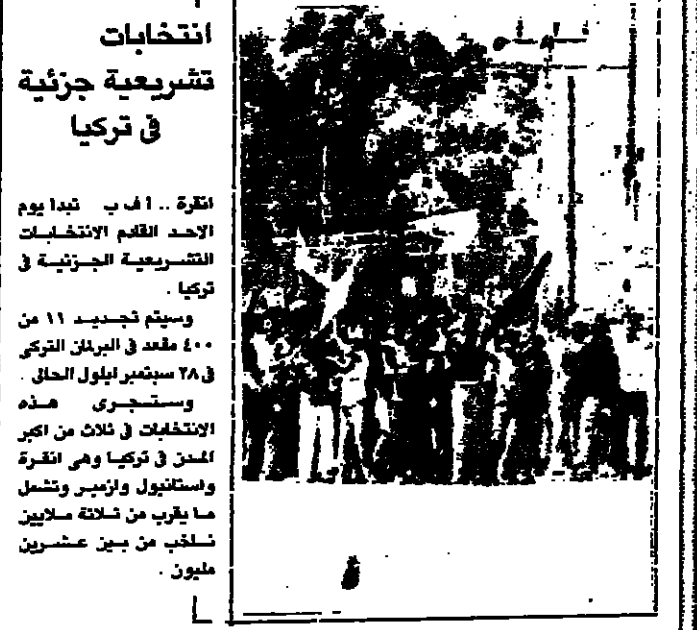 انتخابات
تشريعية جزئية
في تركيا
انقرة .. أ ف ب تبدا يوم
الاحد القادم الانتخابات
التشريعية الجزئية في
تركيا .
وسيتم تجديد ١١ من
٤٠٠ مقعد في البرلمان التركي
في ٢٨ سبتمبر ايلول الحالى .
وستجرى هذه
الانتخابات في ثلاث من اكبر
المدن في تركيا وهى انقرة
واستانبول وازمير وتشمل
ما يقرب من ثلاثة ملايين
ناخب من بين عشرين
مليون .